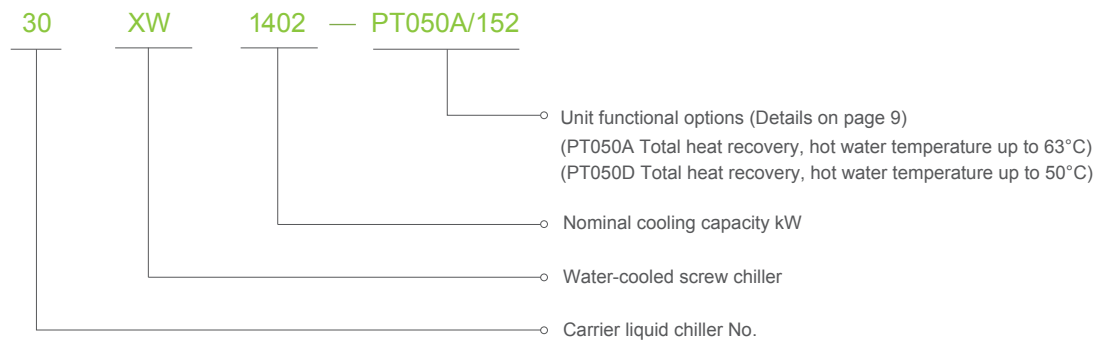 30 XW 1402 — PT050A/152
Unit functional options (Details on page 9)
(PT050A Total heat recovery, hot water temperature up to 63°C)
(PT050D Total heat recovery, hot water temperature up to 50°C)
Nominal cooling capacity kW
Water-cooled screw chiller
Carrier liquid chiller No.